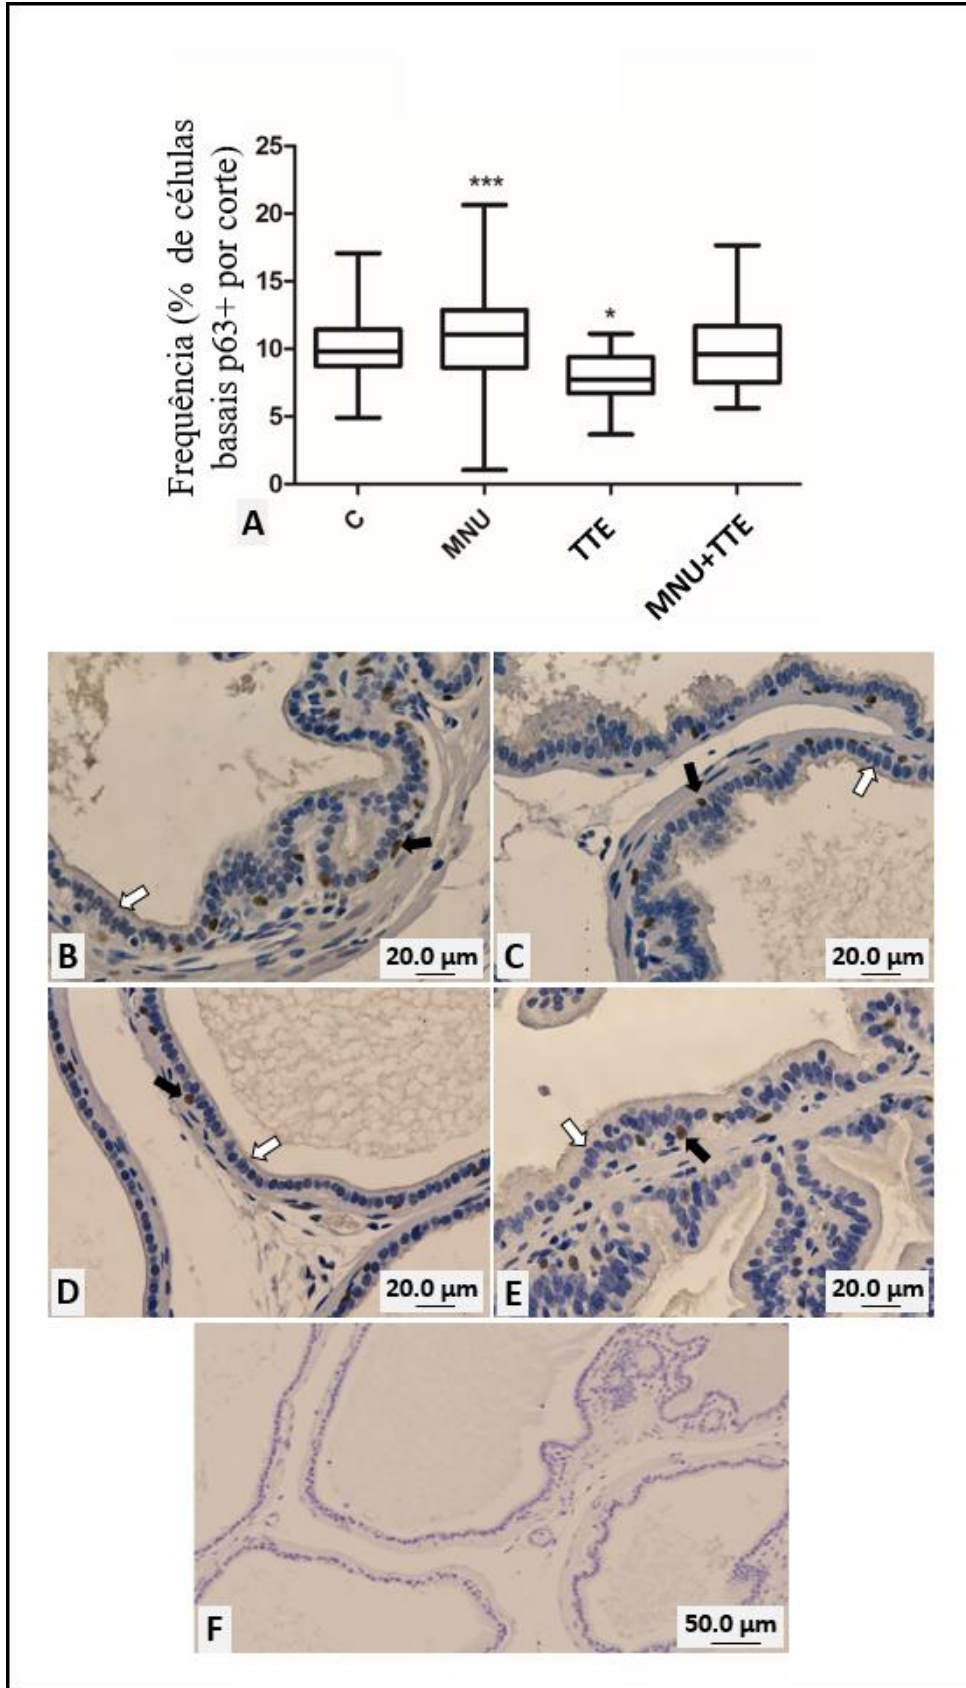 Frequência (% de células
basais p63+ por corte)
25
20
15
10
5
0
***
*
A
C
MNU
TTE
MNU+TTE
B
20.0 µm
C
20.0 µm
D
20.0 µm
E
20.0 µm
F
50.0 µm